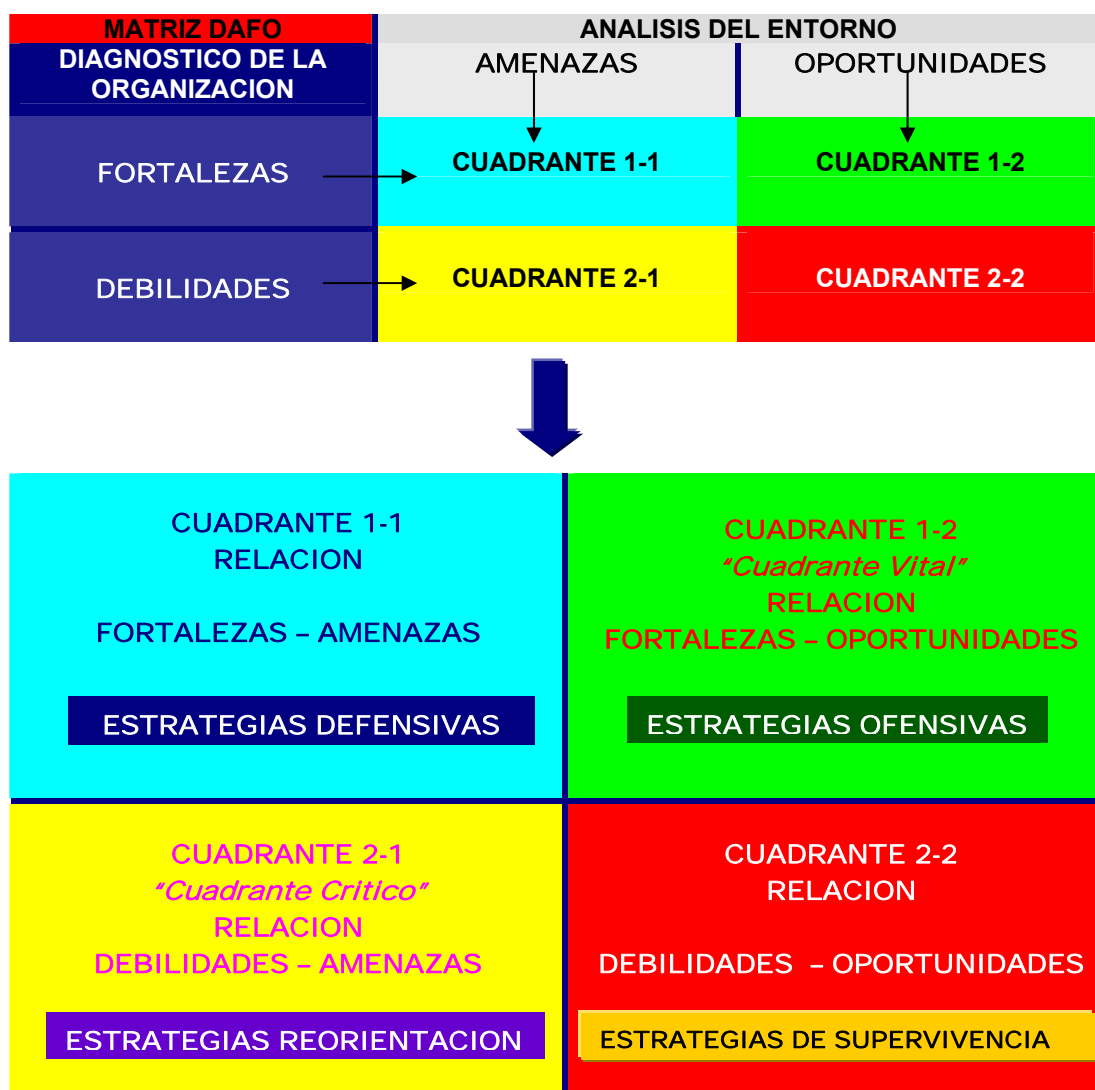 MATRIZ DAFO
ANALISIS DEL ENTORNO
DIAGNOSTICO DE LA
ORGANIZACION
AMENAZAS
OPORTUNIDADES
FORTALEZAS
CUADRANTE 1-1
CUADRANTE 1-2
DEBILIDADES
CUADRANTE 2-1
CUADRANTE 2-2
CUADRANTE 1-1
RELACION
FORTALEZAS – AMENAZAS
ESTRATEGIAS DEFENSIVAS
CUADRANTE 1-2
"Cuadrante Vital"
RELACION
FORTALEZAS – OPORTUNIDADES
ESTRATEGIAS OFENSIVAS
CUADRANTE 2-1
"Cuadrante Critico"
RELACION
DEBILIDADES – AMENAZAS
ESTRATEGIAS REORIENTACION
CUADRANTE 2-2
RELACION
DEBILIDADES – OPORTUNIDADES
ESTRATEGIAS DE SUPERVIVENCIA